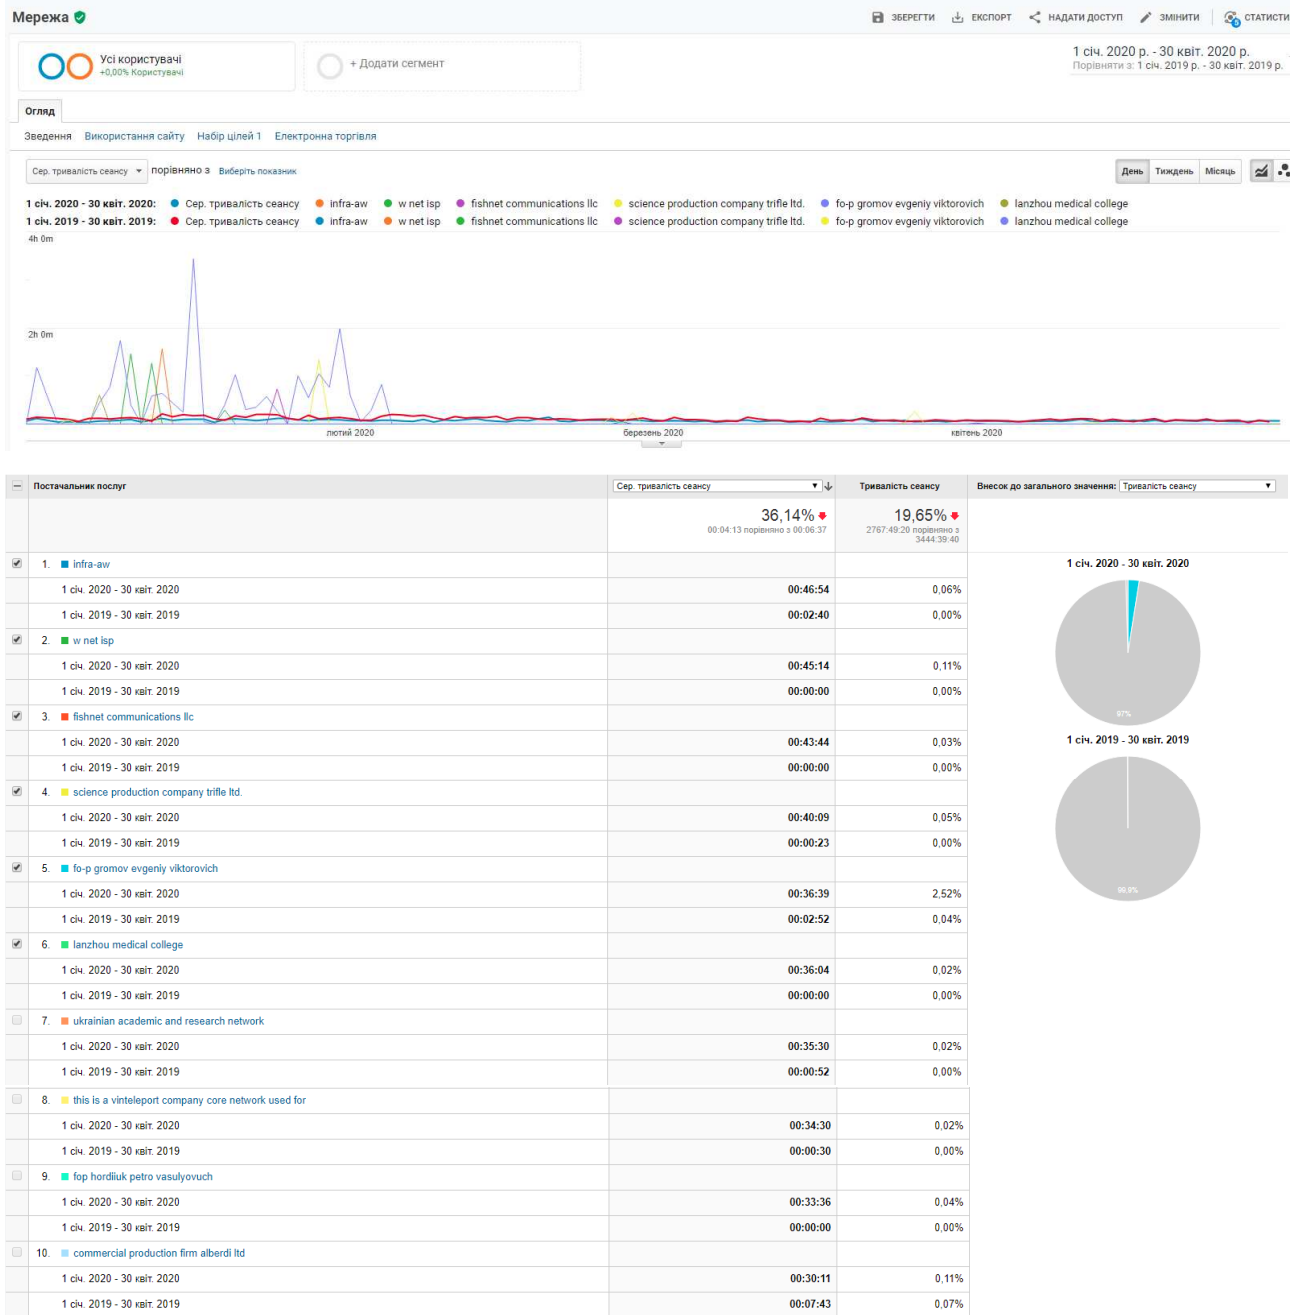 Мережа
ЗБЕРЕГТИ ЕКСПОРТ НАДАТИ ДОСТУП ЗМІНИТИ 5 СТАТИСТИ
Усі користувачі
+0,00% Користувачі
+ Додати сегмент
1 січ. 2020 р. - 30 квіт. 2020 р.
Порівняти з: 1 січ. 2019 р. - 30 квіт. 2019 р.
Огляд
Зведення Використання сайту Набір цілей 1 Електронна торгівля
Сер. тривалість сеансу порівняно з Виберіть показник
День Тиждень Місяць
1 січ. 2020 - 30 квіт. 2020: Сер. тривалість сеансу infra-aw w net isp fishnet communications llc science production company trifle ltd. fo-p gromov evgeniy viktorovich lanzhou medical college
1 січ. 2019 - 30 квіт. 2019: Сер. тривалість сеансу infra-aw w net isp fishnet communications llc science production company trifle ltd. fo-p gromov evgeniy viktorovich lanzhou medical college
4h 0m
2h 0m
лютий 2020 березень 2020 квітень 2020
Постачальник послуг Сер. тривалість сеансу Тривалість сеансу Внесок до загального значення: Тривалість сеансу
36,14% 19,65%
00:04:13 порівняно з 00:06:37 2767:49:20 порівняно з
3444:39:40
1. infra-aw
1 січ. 2020 - 30 квіт. 2020 00:46:54 0,06%
1 січ. 2019 - 30 квіт. 2019 00:02:40 0,00%
2. w net isp
1 січ. 2020 - 30 квіт. 2020 00:45:14 0,11%
1 січ. 2019 - 30 квіт. 2019 00:00:00 0,00%
3. fishnet communications llc
1 січ. 2020 - 30 квіт. 2020 00:43:44 0,03%
1 січ. 2019 - 30 квіт. 2019 00:00:00 0,00%
4. science production company trifle ltd.
1 січ. 2020 - 30 квіт. 2020 00:40:09 0,05%
1 січ. 2019 - 30 квіт. 2019 00:00:23 0,00%
5. fo-p gromov evgeniy viktorovich
1 січ. 2020 - 30 квіт. 2020 00:36:39 2,52%
1 січ. 2019 - 30 квіт. 2019 00:02:52 0,04%
6. lanzhou medical college
1 січ. 2020 - 30 квіт. 2020 00:36:04 0,02%
1 січ. 2019 - 30 квіт. 2019 00:00:00 0,00%
7. ukrainian academic and research network
1 січ. 2020 - 30 квіт. 2020 00:35:30 0,02%
1 січ. 2019 - 30 квіт. 2019 00:00:52 0,00%
8. this is a vinteleport company core network used for
1 січ. 2020 - 30 квіт. 2020 00:34:30 0,02%
1 січ. 2019 - 30 квіт. 2019 00:00:30 0,00%
9. fop hordiiuk petro vasulyovuch
1 січ. 2020 - 30 квіт. 2020 00:33:36 0,04%
1 січ. 2019 - 30 квіт. 2019 00:00:00 0,00%
10. commercial production firm alberdi ltd
1 січ. 2020 - 30 квіт. 2020 00:30:11 0,11%
1 січ. 2019 - 30 квіт. 2019 00:07:43 0,07%
1 січ. 2020 - 30 квіт. 2020
97%
1 січ. 2019 - 30 квіт. 2019
99,9%